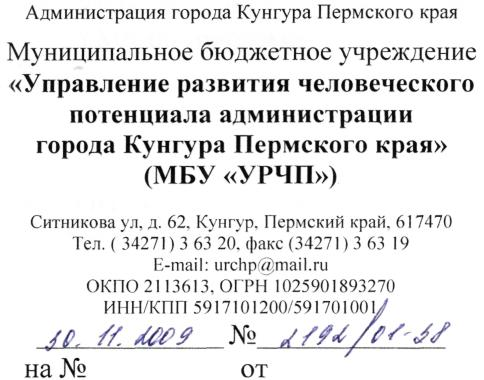 Администрация города Кунгура Пермского края
Муниципальное бюджетное учреждение
«Управление развития человеческого
потенциала администрации
города Кунгура Пермского края»
(МБУ «УРЧП»)
Ситникова ул, д. 62, Кунгур, Пермский край, 617470
Тел. ( 34271) 3 63 20, факс (34271) 3 63 19
E-mail: urchp@mail.ru
ОКПО 2113613, ОГРН 1025901893270
ИНН/КПП 5917101200/591701001
30. 11. 2009 № 2192/01-38
на № от